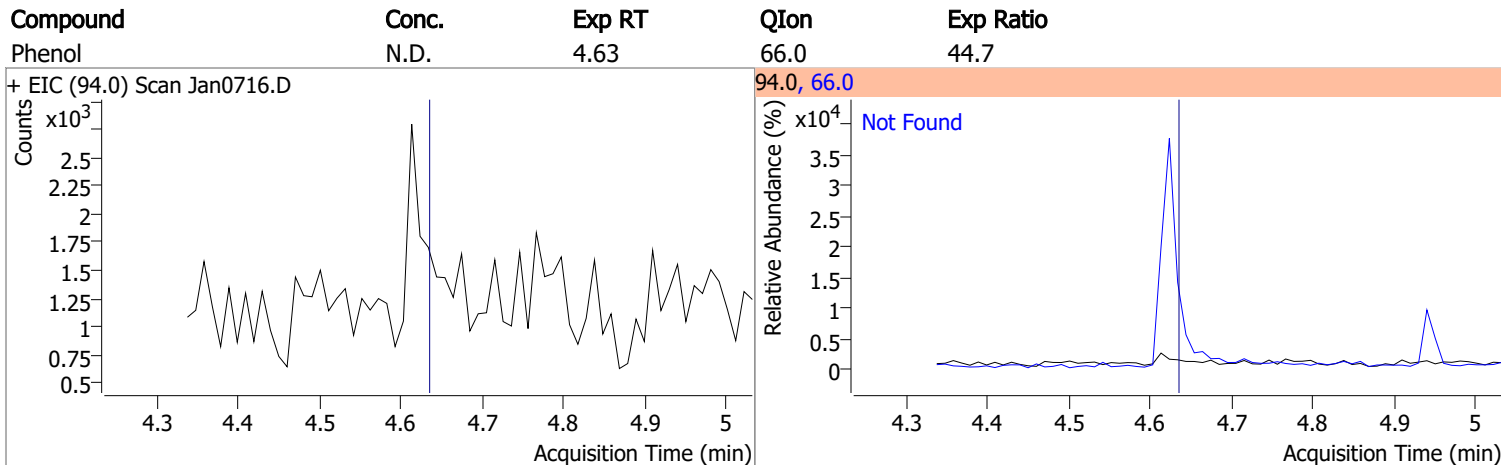 Compound Conc. Exp RT QIon Exp Ratio
Phenol N.D. 4.63 66.0 44.7
+ EIC (94.0) Scan Jan0716.D
Counts
x10³
2.5
2.25
2
1.75
1.5
1.25
1
0.75
0.5
4.3 4.4 4.5 4.6 4.7 4.8 4.9 5
Acquisition Time (min)
94.0, 66.0
Relative Abundance (%)
x10⁴
Not Found
3.5
3
2.5
2
1.5
1
0.5
0
4.3 4.4 4.5 4.6 4.7 4.8 4.9 5
Acquisition Time (min)